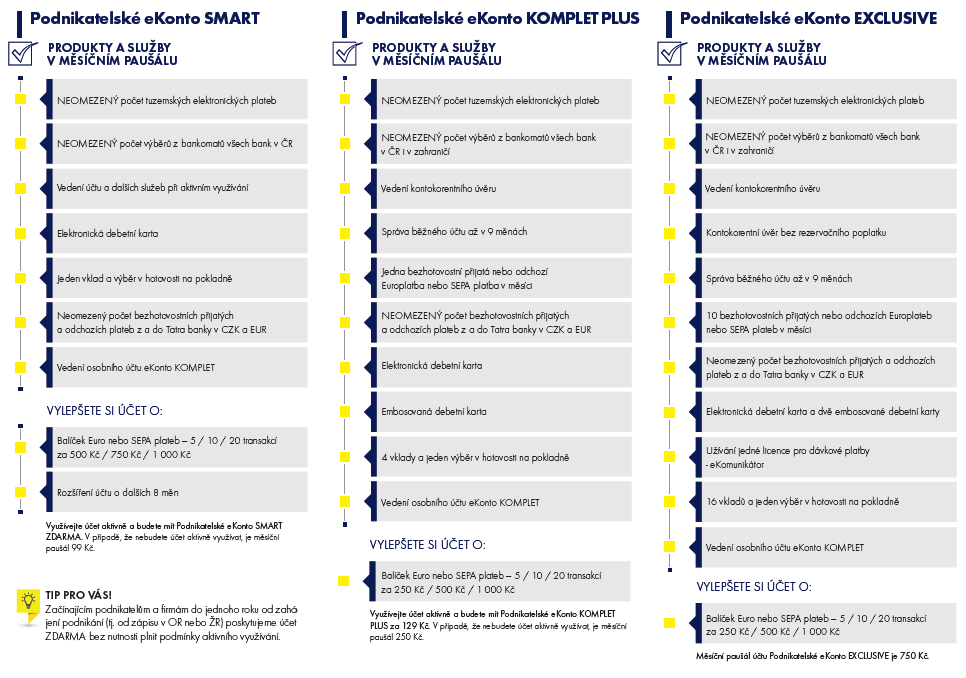 Podnikatelské eKonto SMART
PRODUKTY A SLUŽBY
V MĚSÍČNÍM PAUŠÁLU
NEOMEZENÝ počet tuzemských elektronických plateb
NEOMEZENÝ počet výběrů z bankomatů všech bank v ČR
Vedení účtu a dalších služeb při aktivním využívání
Elektronická debetní karta
Jeden vklad a výběr v hotovosti na pokladně
Neomezený počet bezhotovostních přijatých
a odchozích plateb z a do Tatra banky v CZK a EUR
Vedení osobního účtu eKonto KOMPLET
VYLEPŠETE SI ÚČET O:
Balíček Euro nebo SEPA plateb – 5 / 10 / 20 transakcí
za 500 Kč / 750 Kč / 1 000 Kč
Rozšíření účtu o dalších 8 měn
Využívejte účet aktivně a budete mít Podnikatelské eKonto SMART
ZDARMA. V případě, že nebudete účet aktivně využívat, je měsíční
paušál 99 Kč.
TIP PRO VÁS!
Začínajícím podnikatelům a firmám do jednoho roku od zahá-
jení podnikání (tj. od zápisu v OR nebo ŽR) poskytujeme účet
ZDARMA bez nutnosti plnit podmínky aktivního využívání.
Podnikatelské eKonto KOMPLET PLUS
PRODUKTY A SLUŽBY
V MĚSÍČNÍM PAUŠÁLU
NEOMEZENÝ počet tuzemských elektronických plateb
NEOMEZENÝ počet výběrů z bankomatů všech bank
v ČR i v zahraničí
Vedení kontokorentního úvěru
Správa běžného účtu až v 9 měnách
Jedna bezhotovostní přijatá nebo odchozí
Europlatba nebo SEPA platba v měsíci
NEOMEZENÝ počet bezhotovostních přijatých
a odchozích plateb z a do Tatra banky v CZK a EUR
Elektronická debetní karta
Embosovaná debetní karta
4 vklady a jeden výběr v hotovosti na pokladně
Vedení osobního účtu eKonto KOMPLET
VYLEPŠETE SI ÚČET O:
Balíček Euro nebo SEPA plateb – 5 / 10 / 20 transakcí
za 250 Kč / 500 Kč / 1 000 Kč
Využívejte účet aktivně a budete mít Podnikatelské eKonto KOMPLET
PLUS za 129 Kč. V případě, že nebudete účet aktivně využívat, je měsíční
paušál 250 Kč.
Podnikatelské eKonto EXCLUSIVE
PRODUKTY A SLUŽBY
V MĚSÍČNÍM PAUŠÁLU
NEOMEZENÝ počet tuzemských elektronických plateb
NEOMEZENÝ počet výběrů z bankomatů všech bank
v ČR i v zahraničí
Vedení kontokorentního úvěru
Kontokorentní úvěr bez rezervačního poplatku
Správa běžného účtu až v 9 měnách
10 bezhotovostních přijatých nebo odchozích Europlateb
nebo SEPA plateb v měsíci
Neomezený počet bezhotovostních přijatých a odchozích
plateb z a do Tatra banky v CZK a EUR
Elektronická debetní karta a dvě embosované debetní karty
Užívání jedné licence pro dávkové platby
- eKomunikátor
16 vkladů a jeden výběr v hotovosti na pokladně
Vedení osobního účtu eKonto KOMPLET
VYLEPŠETE SI ÚČET O:
Balíček Euro nebo SEPA plateb – 5 / 10 / 20 transakcí
za 250 Kč / 500 Kč / 1 000 Kč
Měsíční paušál účtu Podnikatelské eKonto EXCLUSIVE je 750 Kč.